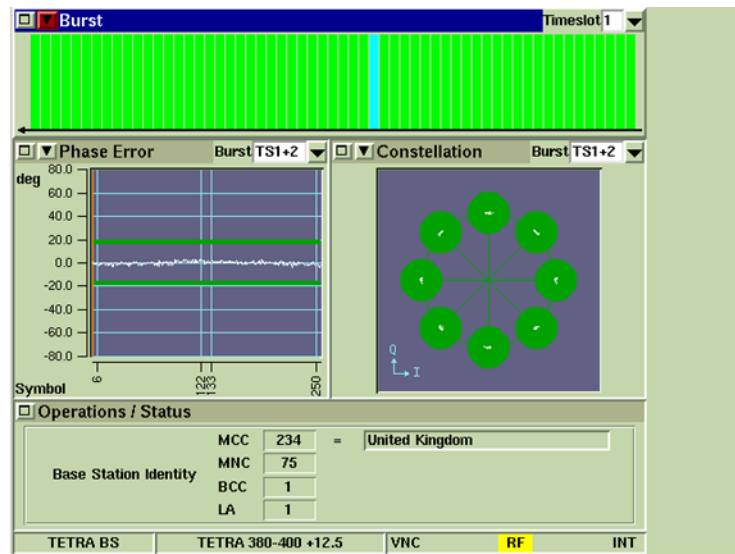 Burst Timeslot 1
Phase Error Burst TS1+2
deg
80.0
60.0
40.0
20.0
0.0
-20.0
-40.0
-60.0
-80.0
Symbol
6
122
133
250
Constellation Burst TS1+2
Q
I
Operations / Status
Base Station Identity
MCC 234 = United Kingdom
MNC 75
BCC 1
LA 1
TETRA BS TETRA 380-400 +12.5 VNC RF INT